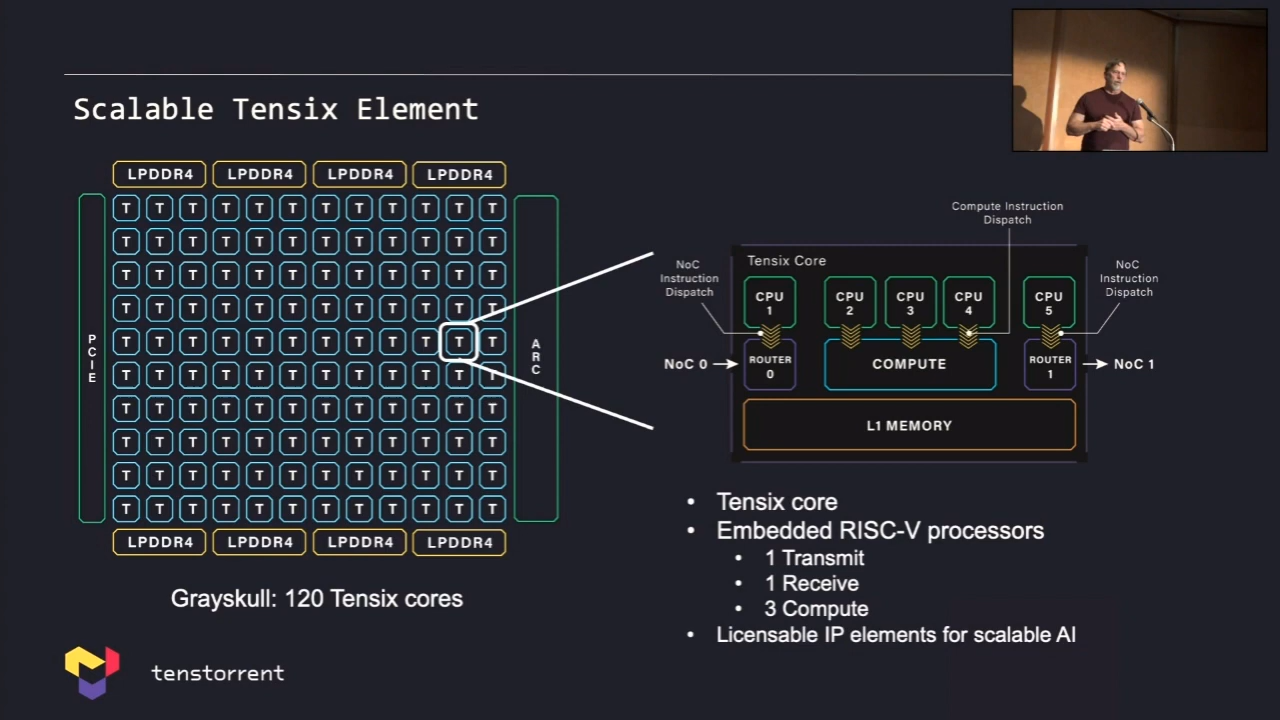 Scalable Tensix Element
LPDDR4 LPDDR4 LPDDR4 LPDDR4
PCIE
T T T T T T T T T T T T
T T T T T T T T T T T T
T T T T T T T T T T T T
T T T T T T T T T T T T
T T T T T T T T T T T T
T T T T T T T T T T T T
T T T T T T T T T T T T
T T T T T T T T T T T T
T T T T T T T T T T T T
T T T T T T T T T T T T
ARC
LPDDR4 LPDDR4 LPDDR4 LPDDR4
Grayskull: 120 Tensix cores
Compute Instruction
Dispatch
Tensix Core
NoC
Instruction
Dispatch
CPU
1
CPU
2
CPU
3
CPU
4
CPU
5
NoC
Instruction
Dispatch
NoC 0
ROUTER
0
COMPUTE
ROUTER
1
NoC 1
L1 MEMORY
• Tensix core
• Embedded RISC-V processors
• 1 Transmit
• 1 Receive
• 3 Compute
• Licensable IP elements for scalable AI
tenstorrent